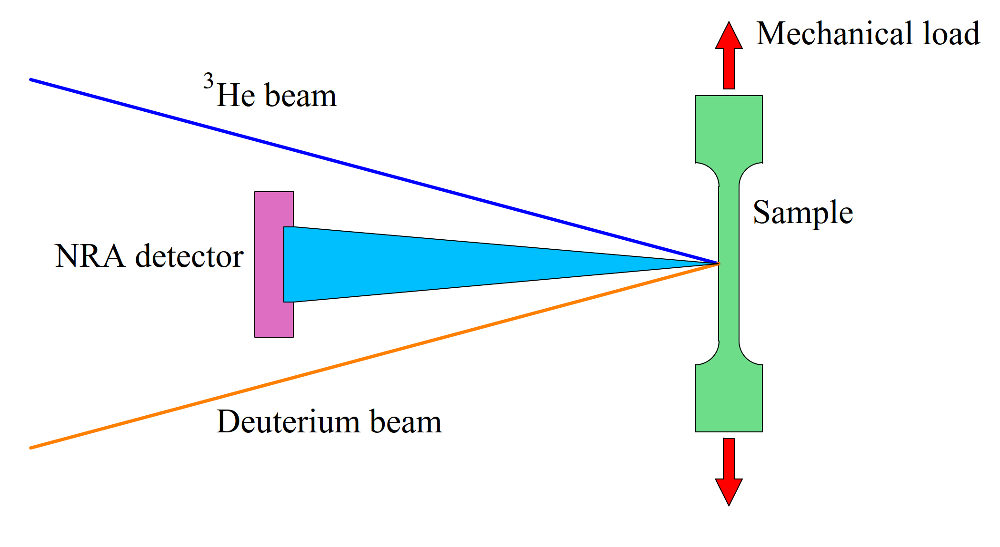 Mechanical load
³He beam
Sample
NRA detector
Deuterium beam